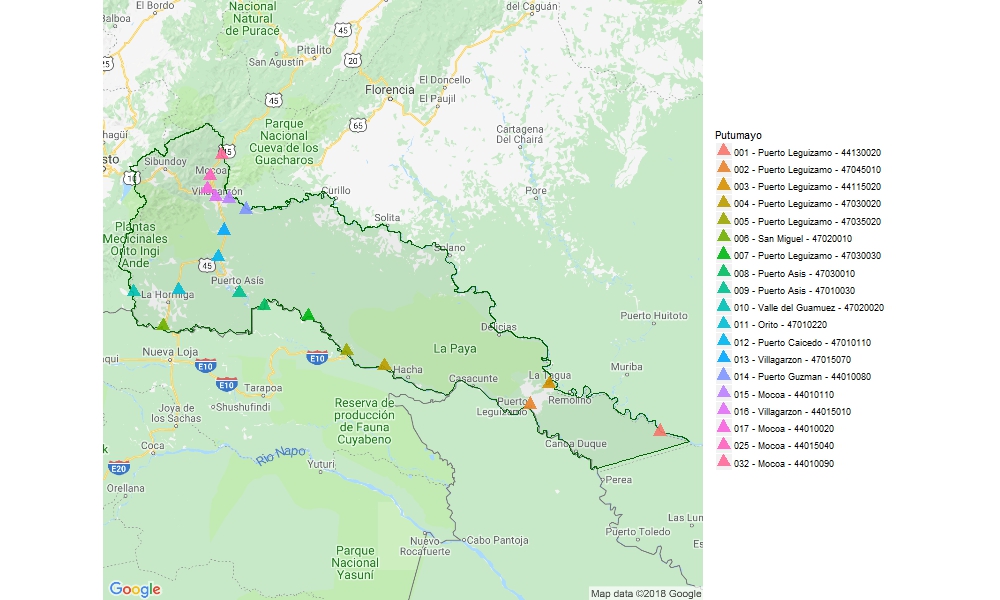 El Bordo
Balboa
Parque
Nacional
Natural
de Puracé
del Caguán
45
Pitalito
San Agustín
20
25
El Doncello
Florencia
El Paujil
45
65
Parque
Nacional
Cueva de los
Guacharos
Cartagena
Del Chairá
hagüí
sto
Sibundoy
45
Mocoa
10
Villagarzón
Curillo
Pore
Solita
Plantas
Medicinales
Orito Ingi
Ande
Solano
45
Puerto Asís
La Hormiga
Puerto Huitoto
Delicias
La Paya
Nueva Loja
E10
E10
E10
Hacha
Casacunte
La Tagua
Muriba
Tarapoa
Shushufindi
Puerto
Leguízamo
Remolino
Joya de
los Sachas
Reserva de
producción
de Fauna
Cuyabeno
Coca
Canda Duque
k
E20
Rio Napo
Yuturi
Orellana
Perea
Las Lun
Puerto Toledo
Nuevo
Rocafuerte
Cabo Pantoja
Es
Parque
Nacional
Yasuní
Google
Map data ©2018 Google
Putumayo
001 - Puerto Leguizamo - 44130020
002 - Puerto Leguizamo - 47045010
003 - Puerto Leguizamo - 44115020
004 - Puerto Leguizamo - 47030020
005 - Puerto Leguizamo - 47035020
006 - San Miguel - 47020010
007 - Puerto Leguizamo - 47030030
008 - Puerto Asis - 47030010
009 - Puerto Asis - 47010030
010 - Valle del Guamuez - 47020020
011 - Orito - 47010220
012 - Puerto Caicedo - 47010110
013 - Villagarzon - 47015070
014 - Puerto Guzman - 44010080
015 - Mocoa - 44010110
016 - Villagarzon - 44015010
017 - Mocoa - 44010020
025 - Mocoa - 44015040
032 - Mocoa - 44010090